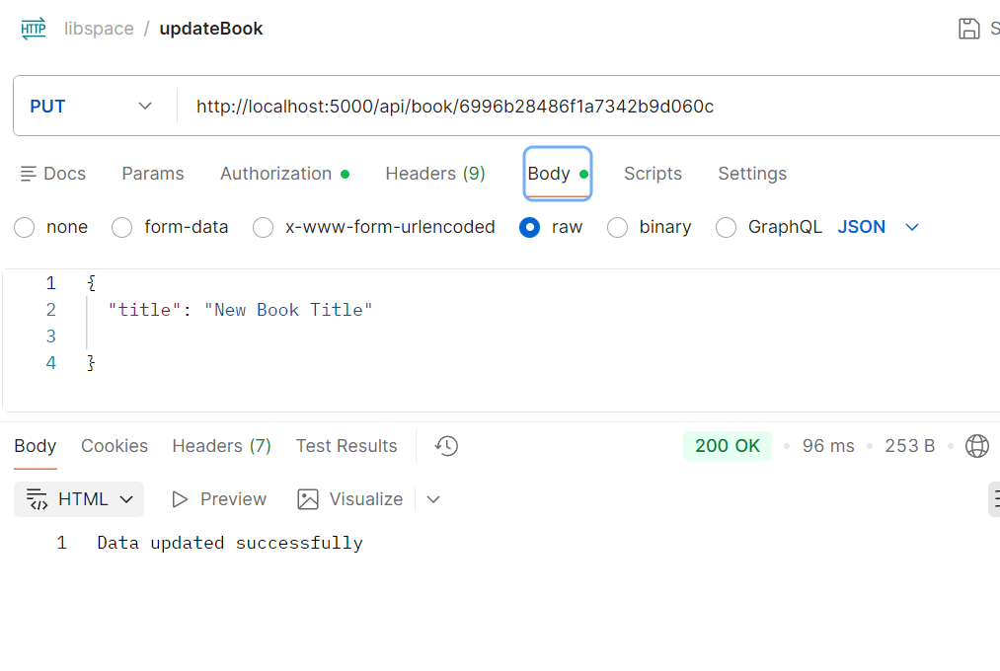 HTTP libspace / updateBook S
PUT http://localhost:5000/api/book/6996b28486f1a7342b9d060c
Docs Params Authorization Headers (9) Body Scripts Settings
none form-data x-www-form-urlencoded raw binary GraphQL JSON
1 {
2 "title": "New Book Title"
3
4 }
Body Cookies Headers (7) Test Results 200 OK • 96 ms • 253 B •
HTML Preview Visualize
1 Data updated successfully